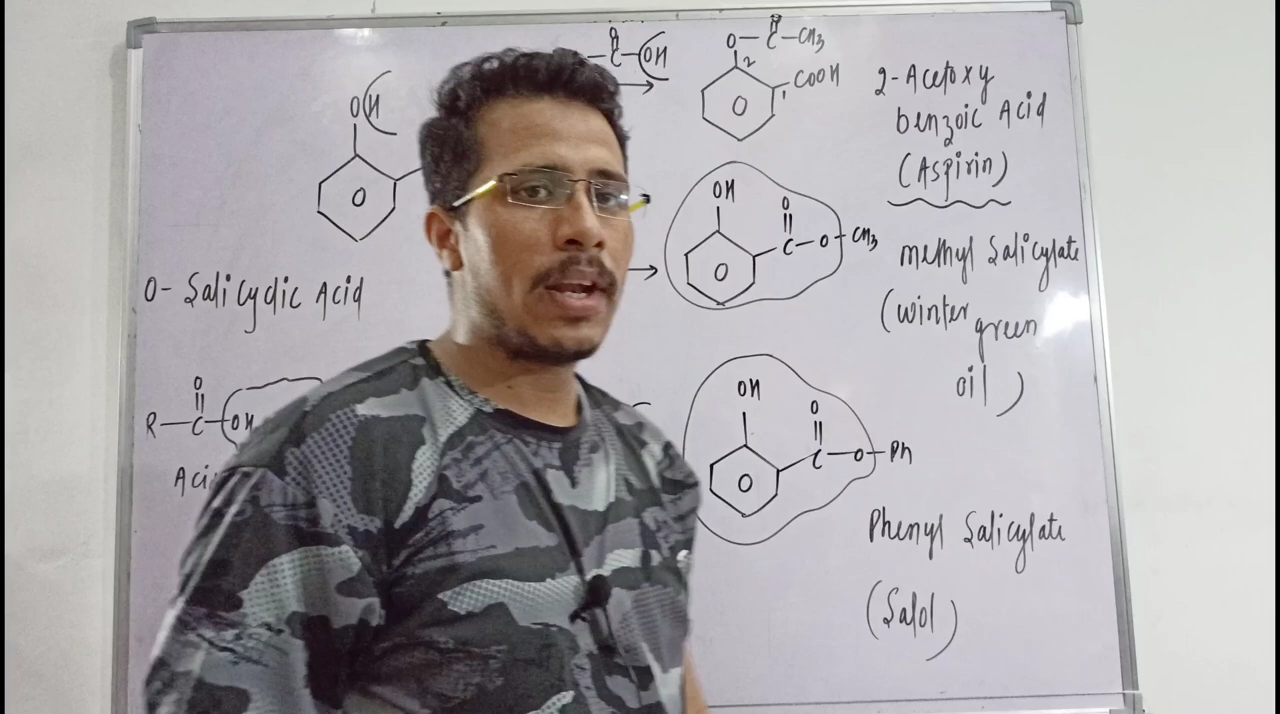 O
C-OH
O-C-CH3
2
COOH
1
O
2-Acetoxy
benzoic Acid
(Aspirin)
OH
O
O-Salicyclic Acid
OH
O
C-O-CH3
O
methyl Salicylate
(winter green
oil)
O
R-C-OH
Aci
OH
O
C-O-Ph
O
Phenyl Salicylate
(Salol)